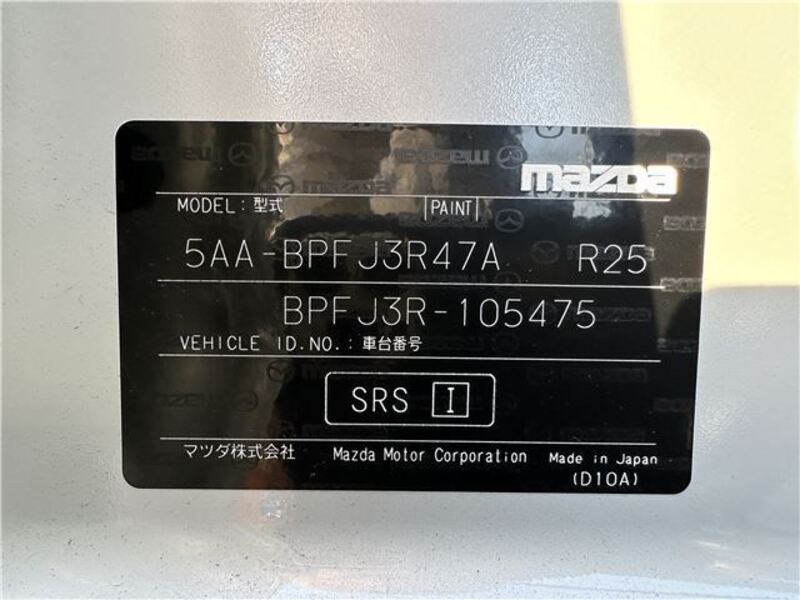 mazda
MODEL:型式 PAINT
5AA-BPFJ3R47A R25
BPFJ3R-105475
VEHICLE ID.NO.:車台番号
SRS I
マツダ株式会社 Mazda Motor Corporation Made in Japan
(D10A)